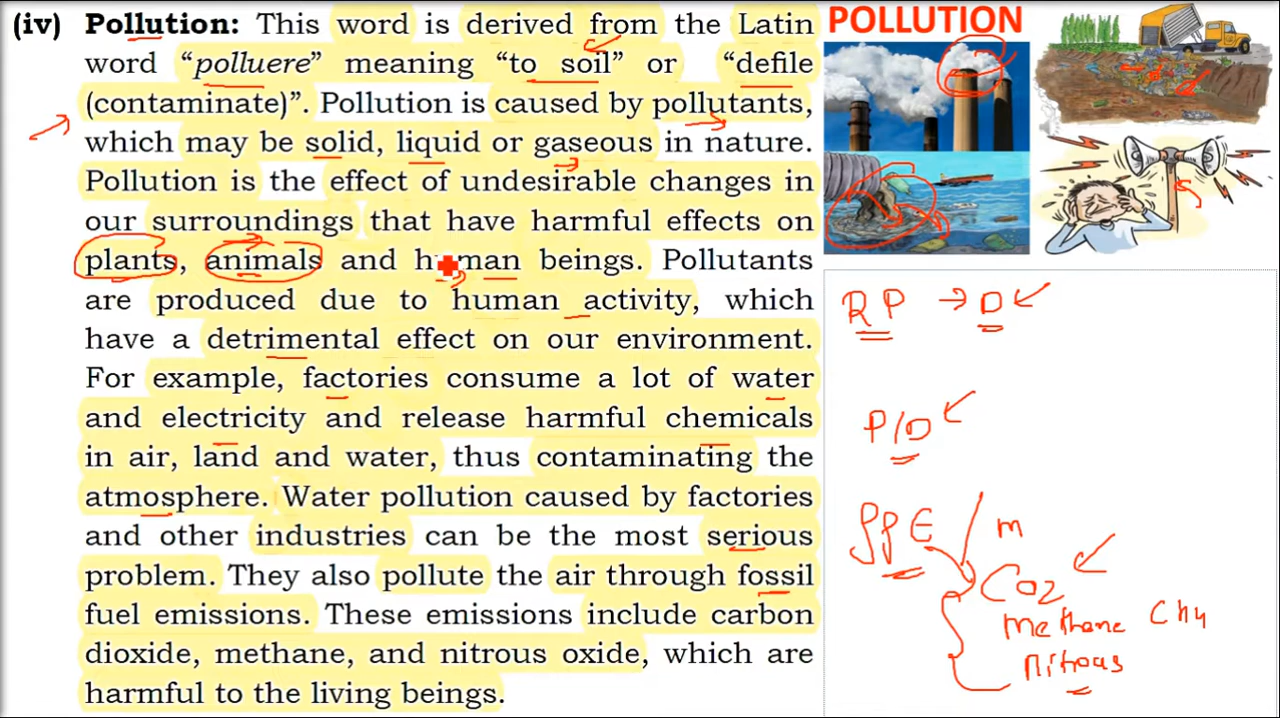 (iv) Pollution: This word is derived from the Latin
word “polluere” meaning “to soil” or “defile
(contaminate)”. Pollution is caused by pollutants,
which may be solid, liquid or gaseous in nature.
Pollution is the effect of undesirable changes in
our surroundings that have harmful effects on
plants, animals and human beings. Pollutants
are produced due to human activity, which
have a detrimental effect on our environment.
For example, factories consume a lot of water
and electricity and release harmful chemicals
in air, land and water, thus contaminating the
atmosphere. Water pollution caused by factories
and other industries can be the most serious
problem. They also pollute the air through fossil
fuel emissions. These emissions include carbon
dioxide, methane, and nitrous oxide, which are
harmful to the living beings.
POLLUTION
RP → D
P/D
m
CO2
Methane CH4
Nitrous